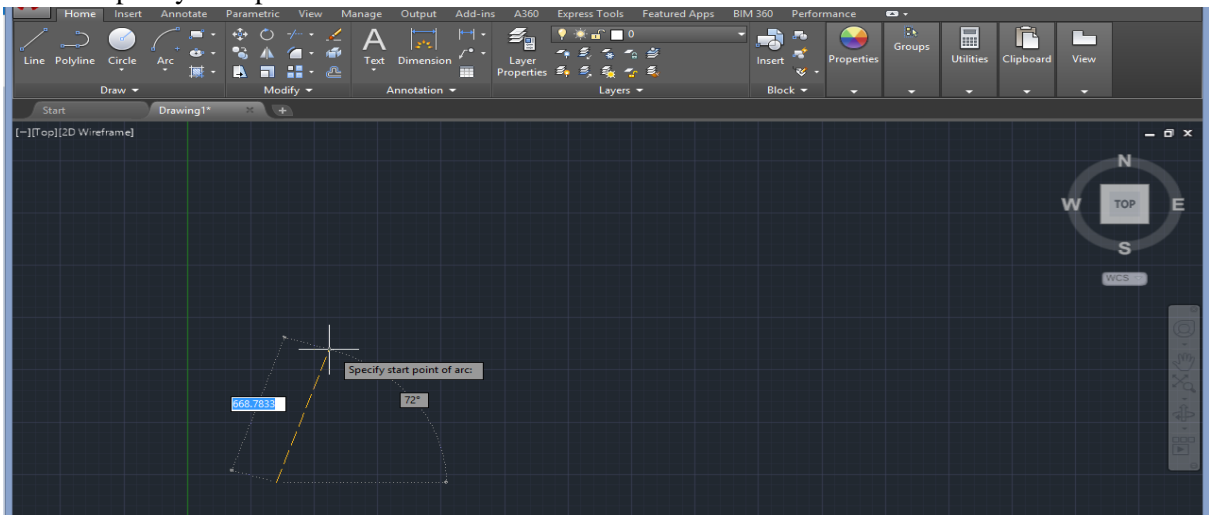 Home Insert Annotate Parametric View Manage Output Add-ins A360 Express Tools Featured Apps BIM 360 Performance
0
Line Polyline Circle Arc Text Dimension Layer Properties Insert Properties Groups Utilities Clipboard View
Draw Modify Annotation Layers Block
Start Drawing1* × +
[−][Top][2D Wireframe]
N
W TOP E
S
WCS
Specify start point of arc:
668.7833 72°